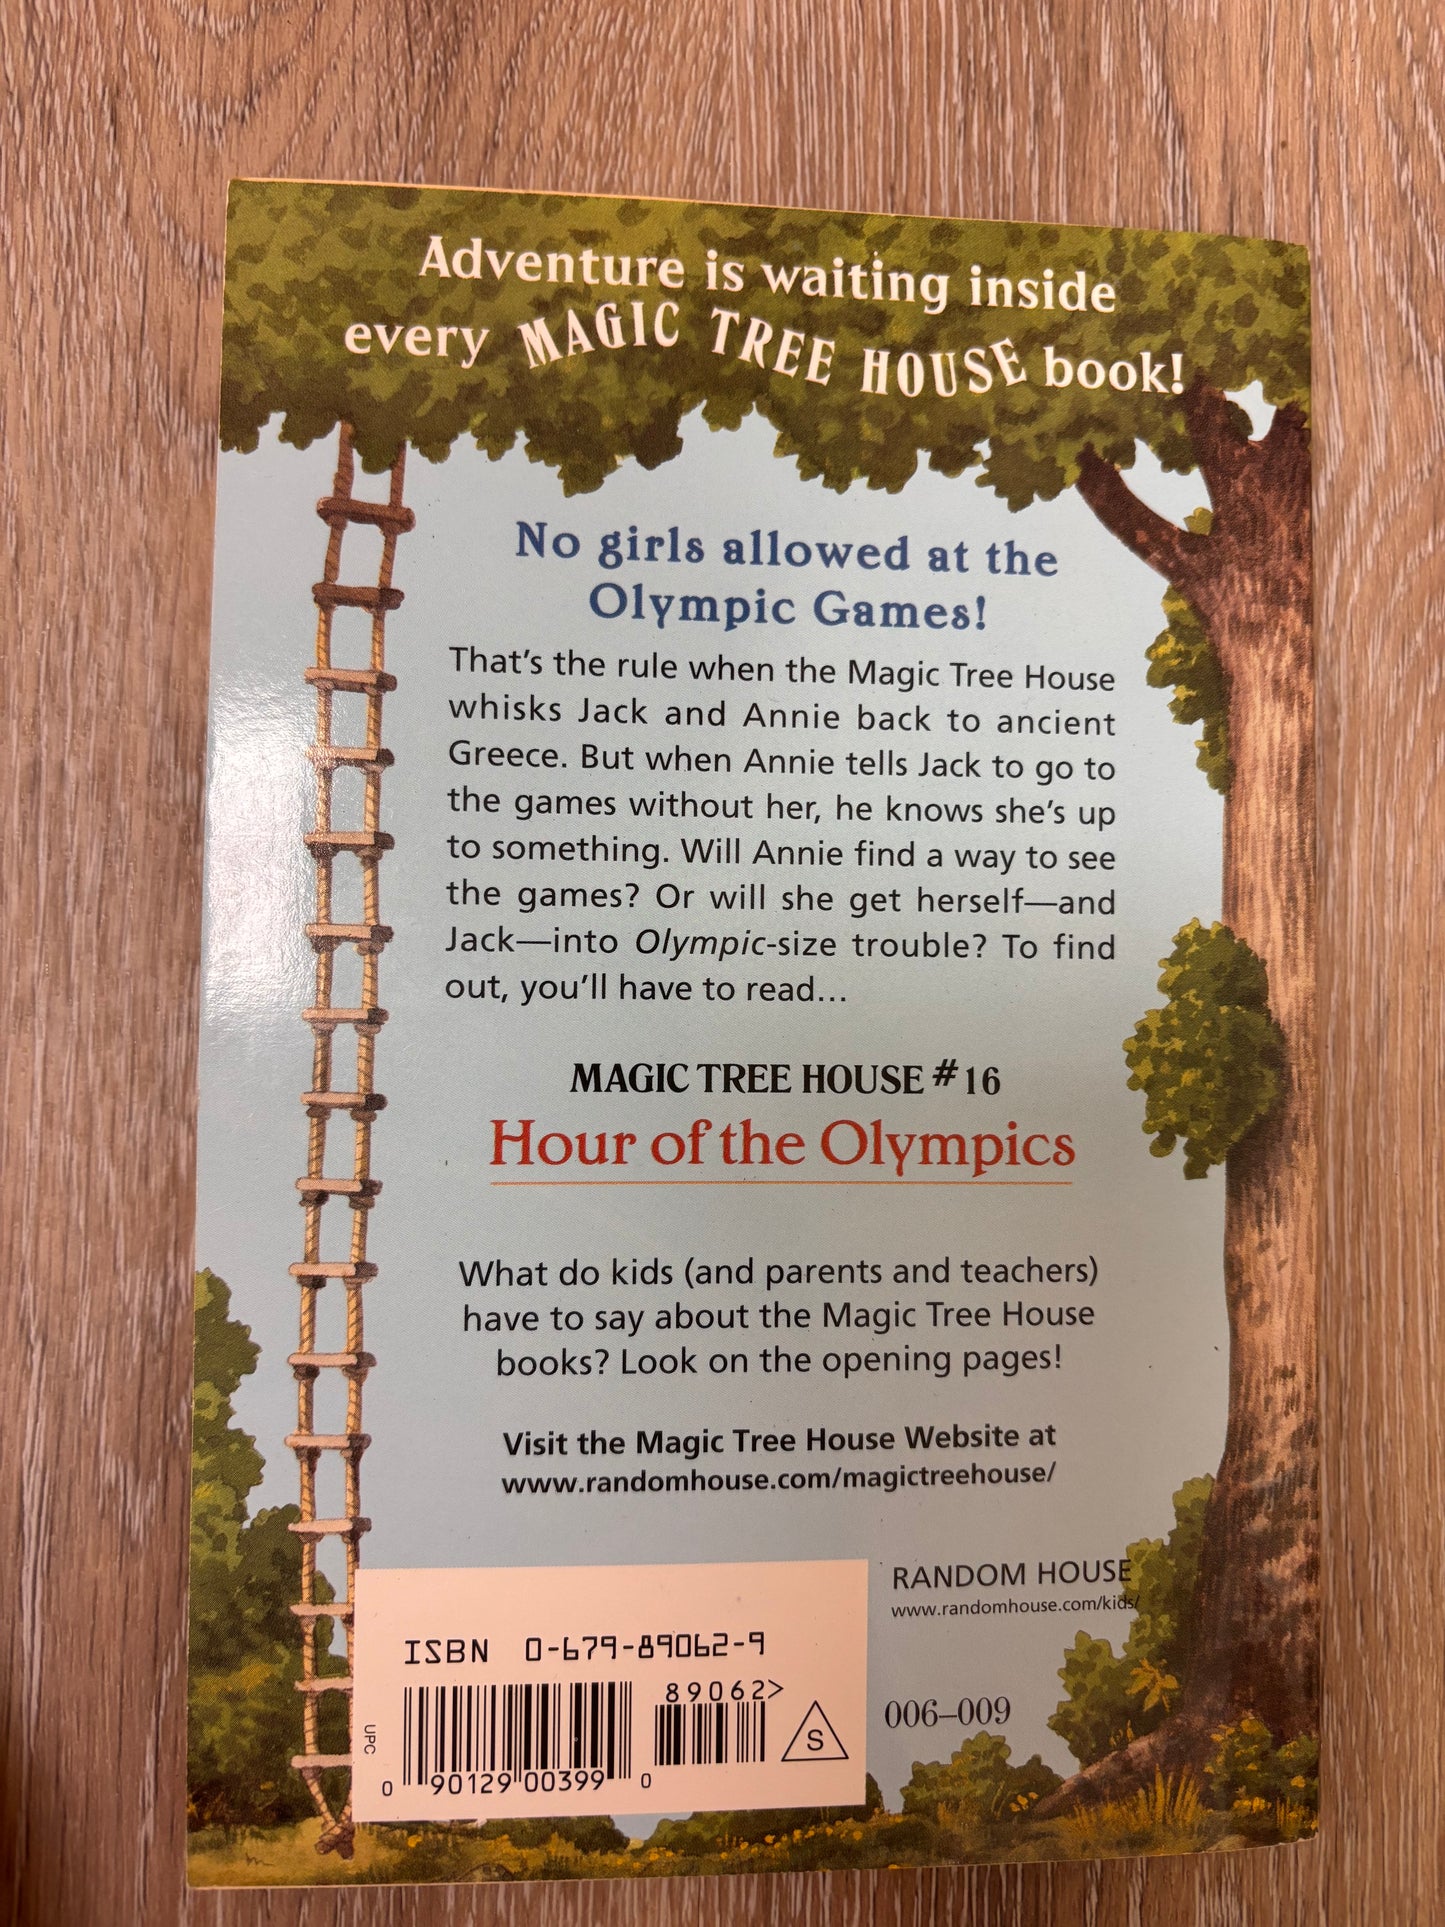 Adventure is waiting inside
every MAGIC TREE HOUSE book!
No girls allowed at the
Olympic Games!
That's the rule when the Magic Tree House
whisks Jack and Annie back to ancient
Greece. But when Annie tells Jack to go to
the games without her, he knows she's up
to something. Will Annie find a way to see
the games? Or will she get herself—and
Jack—into Olympic-size trouble? To find
out, you'll have to read...
MAGIC TREE HOUSE #16
Hour of the Olympics
What do kids (and parents and teachers)
have to say about the Magic Tree House
books? Look on the opening pages!
Visit the Magic Tree House Website at
www.randomhouse.com/magictreehouse/
RANDOM HOUSE
www.randomhouse.com/kids/
ISBN 0-679-89062-9
89062>
006–009
S
UPC
0 90129 00399 0